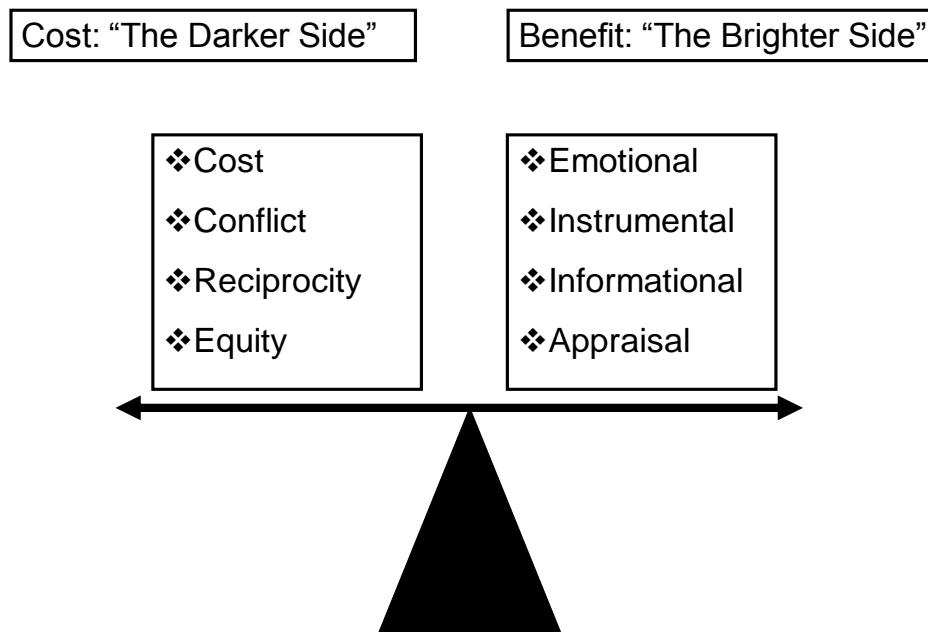 Cost: “The Darker Side”
Benefit: “The Brighter Side”
❖Cost
❖Conflict
❖Reciprocity
❖Equity
❖Emotional
❖Instrumental
❖Informational
❖Appraisal